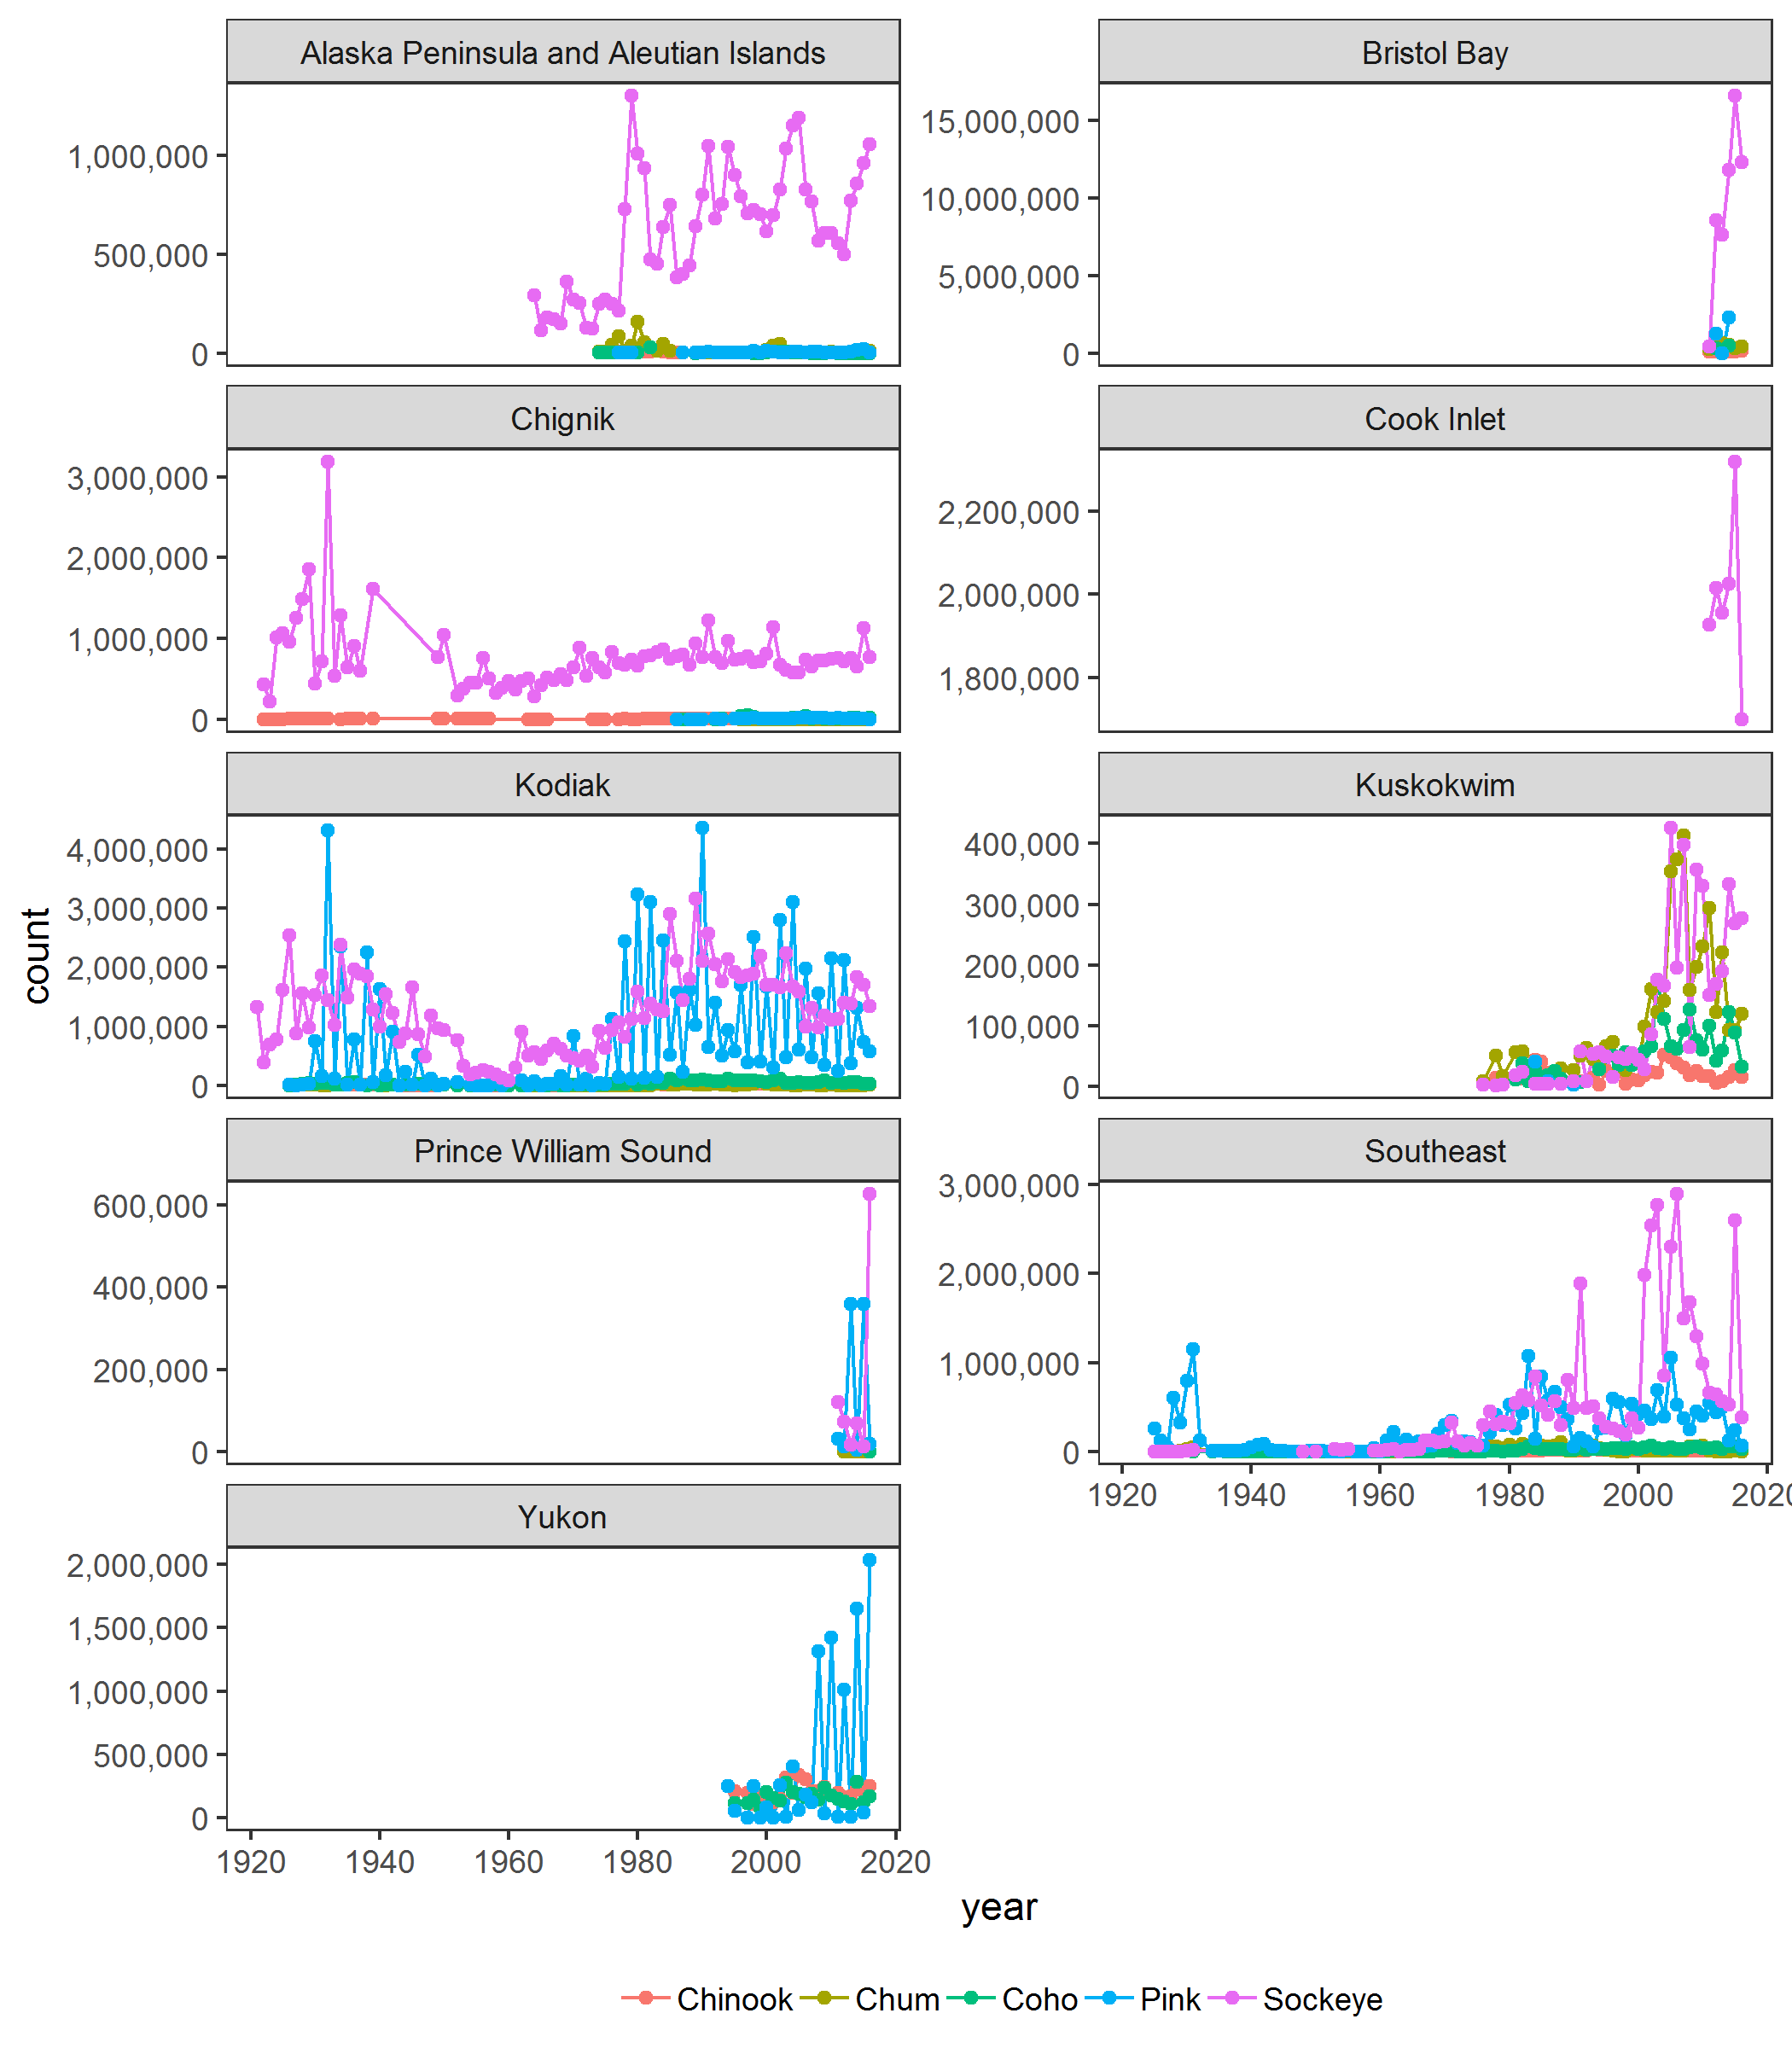 Alaska Peninsula and Aleutian Islands
1,000,000
500,000
0
Bristol Bay
15,000,000
10,000,000
5,000,000
0
Chignik
3,000,000
2,000,000
1,000,000
0
Cook Inlet
2,200,000
2,000,000
1,800,000
Kodiak
4,000,000
3,000,000
2,000,000
1,000,000
0
Kuskokwim
400,000
300,000
200,000
100,000
0
Prince William Sound
600,000
400,000
200,000
0
Southeast
3,000,000
2,000,000
1,000,000
0
1920 1940 1960 1980 2000 2020
Yukon
2,000,000
1,500,000
1,000,000
500,000
0
1920 1940 1960 1980 2000 2020
count
year
Chinook Chum Coho Pink Sockeye